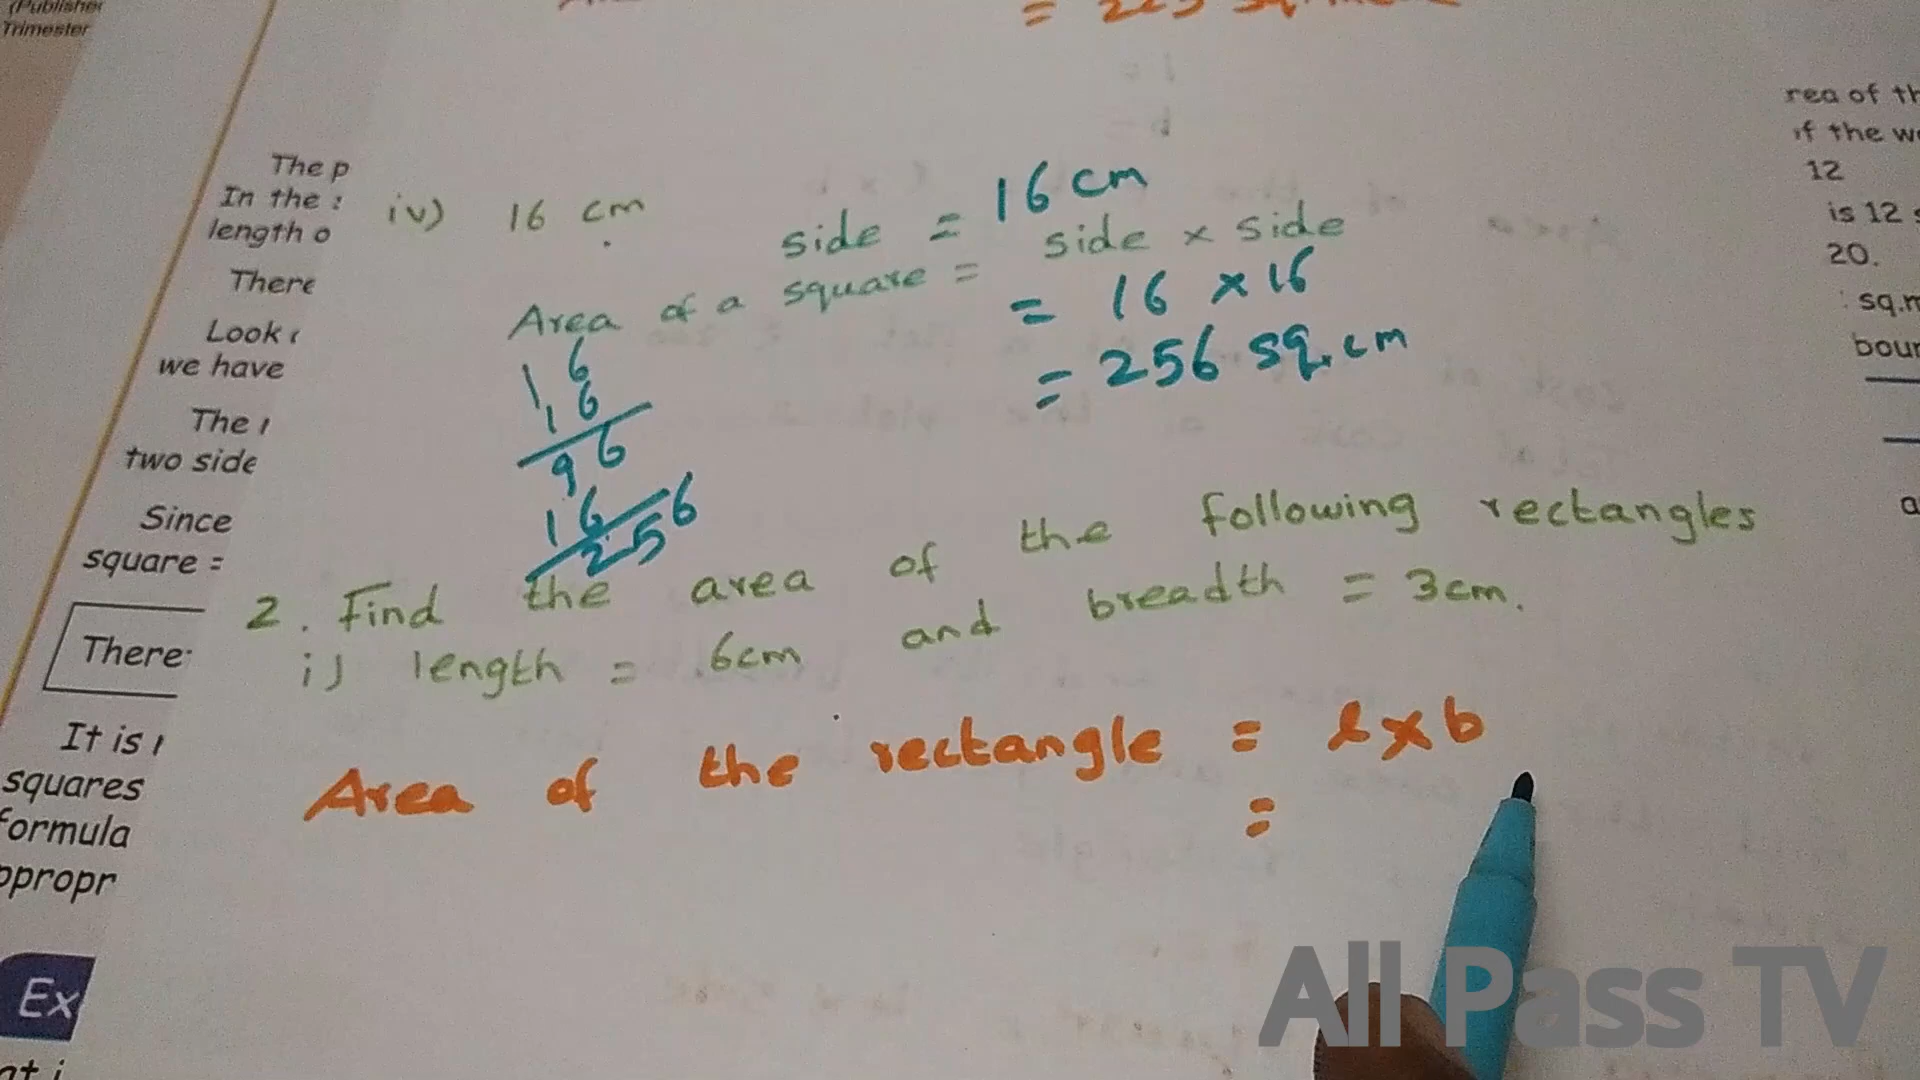 (Publisher
Trimester
The p
In the
length o
There
Look
we have
The
two side
Since
square =
There
It is
squares
formula
ppropr
Ex
iv) 16 cm
side = 16 cm
Area of a square = side x side
= 16 x 16
= 256 sq.cm
16
16
96
16
256
2. Find the area of the following rectangles
i) length = 6cm and breadth = 3cm.
Area of the rectangle = l x b
=
rea of th
if the we
12
is 12
20.
sq.m
boun
All Pass TV